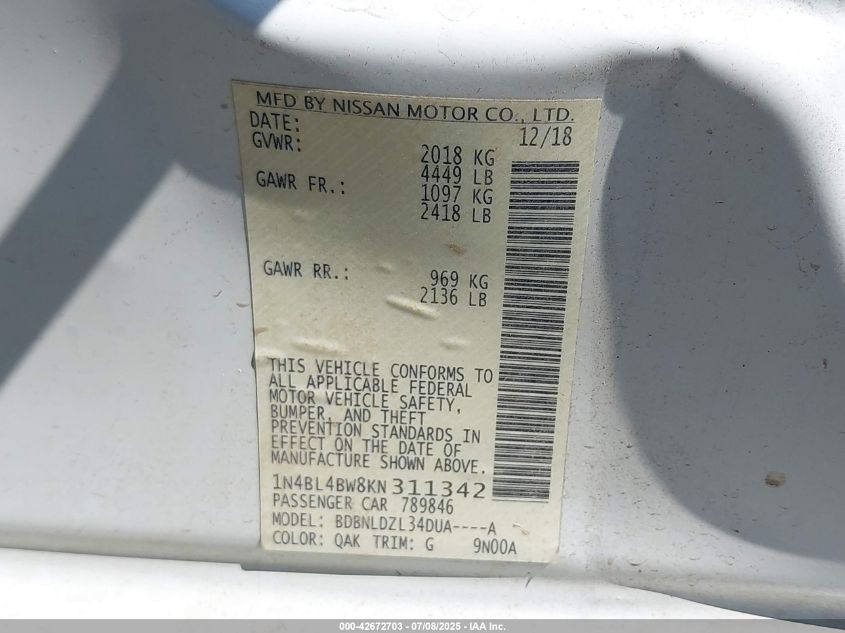 MFD BY NISSAN MOTOR CO., LTD.
DATE: 12/18
GVWR: 2018 KG
4449 LB
GAWR FR.: 1097 KG
2418 LB
GAWR RR.: 969 KG
2136 LB
THIS VEHICLE CONFORMS TO
ALL APPLICABLE FEDERAL
MOTOR VEHICLE SAFETY,
BUMPER, AND THEFT
PREVENTION STANDARDS IN
EFFECT ON THE DATE OF
MANUFACTURE SHOWN ABOVE.
1N4BL4BW8KN311342
PASSENGER CAR 789846
MODEL: BDBNLDZL34DUA----A
COLOR: QAK TRIM: G 9N00A
000-42672703 - 07/08/2025 - IAA Inc.